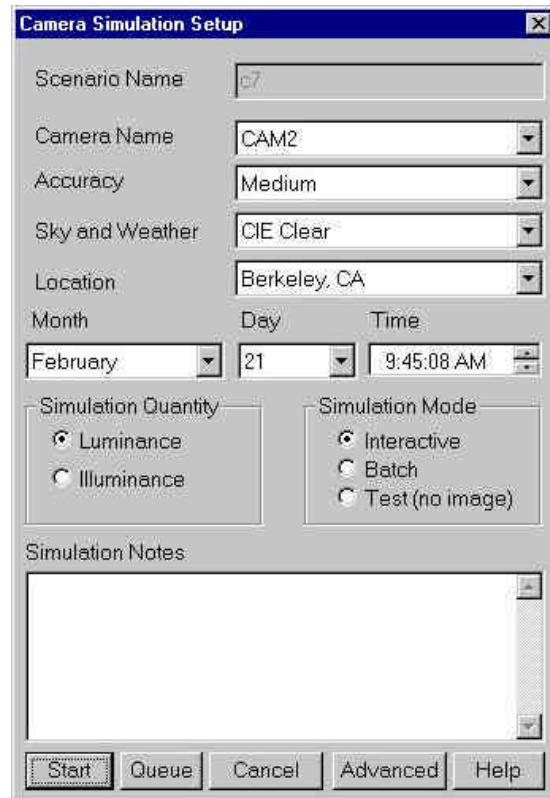 Camera Simulation Setup
Scenario Name c7
Camera Name CAM2
Accuracy Medium
Sky and Weather CIE Clear
Location Berkeley, CA
Month Day Time
February 21 9:45:08 AM
Simulation Quantity Simulation Mode
Luminance Interactive
Illuminance Batch
Test (no image)
Simulation Notes
Start Queue Cancel Advanced Help